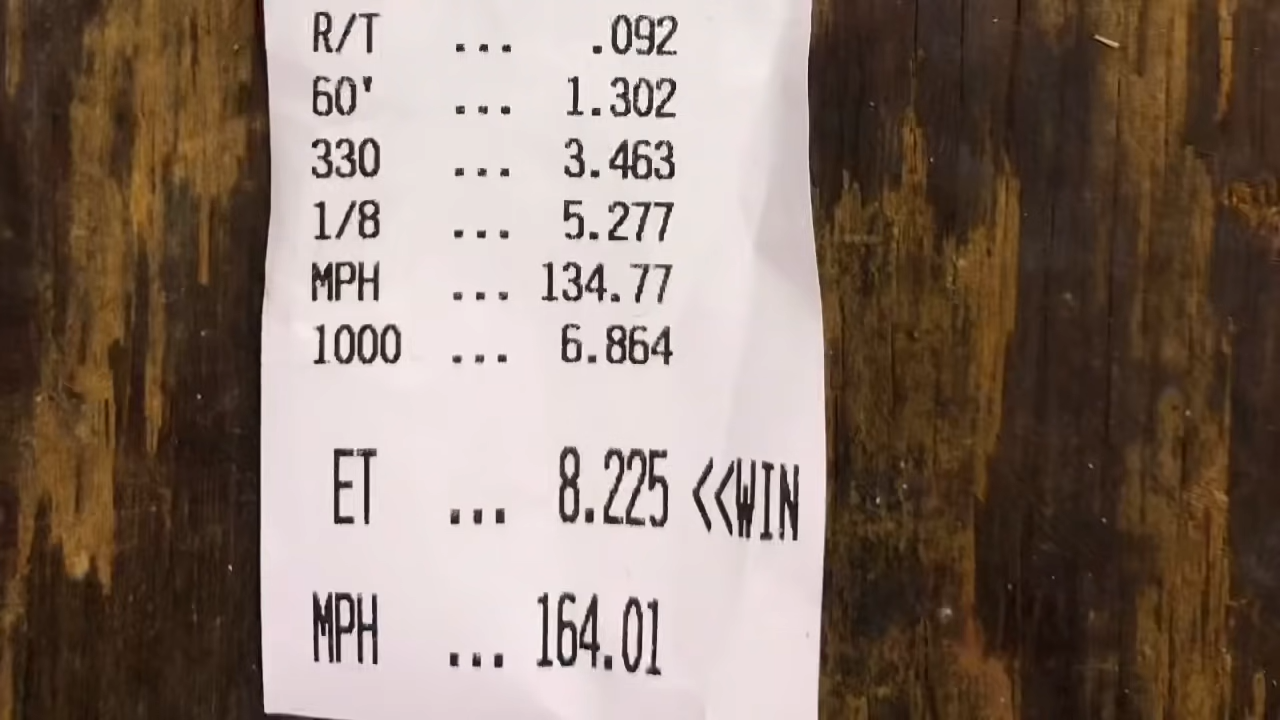 R/T ... .092
60' ... 1.302
330 ... 3.463
1/8 ... 5.277
MPH ... 134.77
1000 ... 6.864
ET ... 8.225 <<WIN
MPH ... 164.01